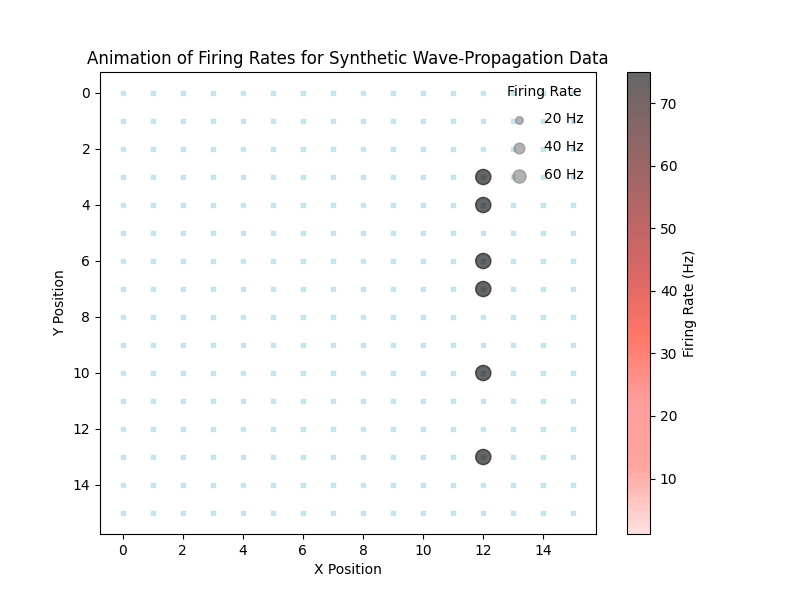 Animation of Firing Rates for Synthetic Wave-Propagation Data
Firing Rate
20 Hz
40 Hz
60 Hz
0
2
4
6
8
10
12
14
Y Position
0 2 4 6 8 10 12 14
X Position
70
60
50
40
30
20
10
Firing Rate (Hz)